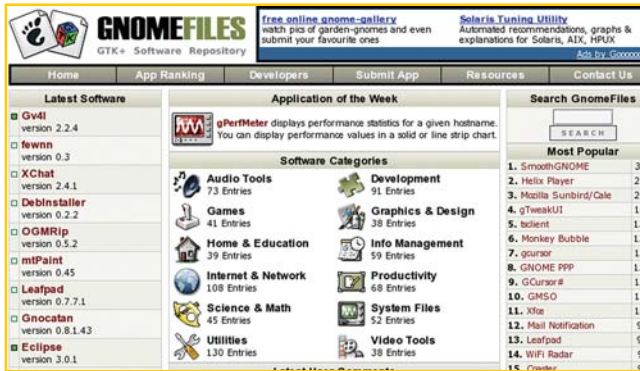 GNOMEFILES
GTK+ Software Repository
free online gnome-gallery
watch pics of garden-gnomes and even
submit your favourite ones
Solaris Tuning Utility
Automated recommendations, graphs &
explanations for Solaris, AIX, HPUX
Ads by
Home App Ranking Developers Submit App Resources Contact Us
Latest Software
Gv4l
version 2.2.4
fewnn
version 0.3
XChat
version 2.4.1
DebInstaller
version 0.2.2
OGMRip
version 0.5.2
mtPaint
version 0.45
Leafpad
version 0.7.7.1
Gnocatan
version 0.8.1.43
Eclipse
version 3.0.1
Application of the Week
gPerfMeter displays performance statistics for a given hostname.
You can display performance values in a solid or line strip chart.
Software Categories
Audio Tools
73 Entries
Development
91 Entries
Games
41 Entries
Graphics & Design
38 Entries
Home & Education
39 Entries
Info Management
59 Entries
Internet & Network
108 Entries
Productivity
68 Entries
Science & Math
45 Entries
System Files
52 Entries
Utilities
130 Entries
Video Tools
38 Entries
Latest User Comments
Search GnomeFiles
SEARCH
Most Popular
1. SmoothGNOME
2. Helix Player
3. Mozilla Sunbird/Cale
4. gTweakUI
5. tsclient
6. Monkey Bubble
7. gcursor
8. GNOME PPP
9. GCursor#
10. GMSO
11. Xfce
12. Mail Notification
13. Leafpad
14. WiFi Radar
15. Coaster